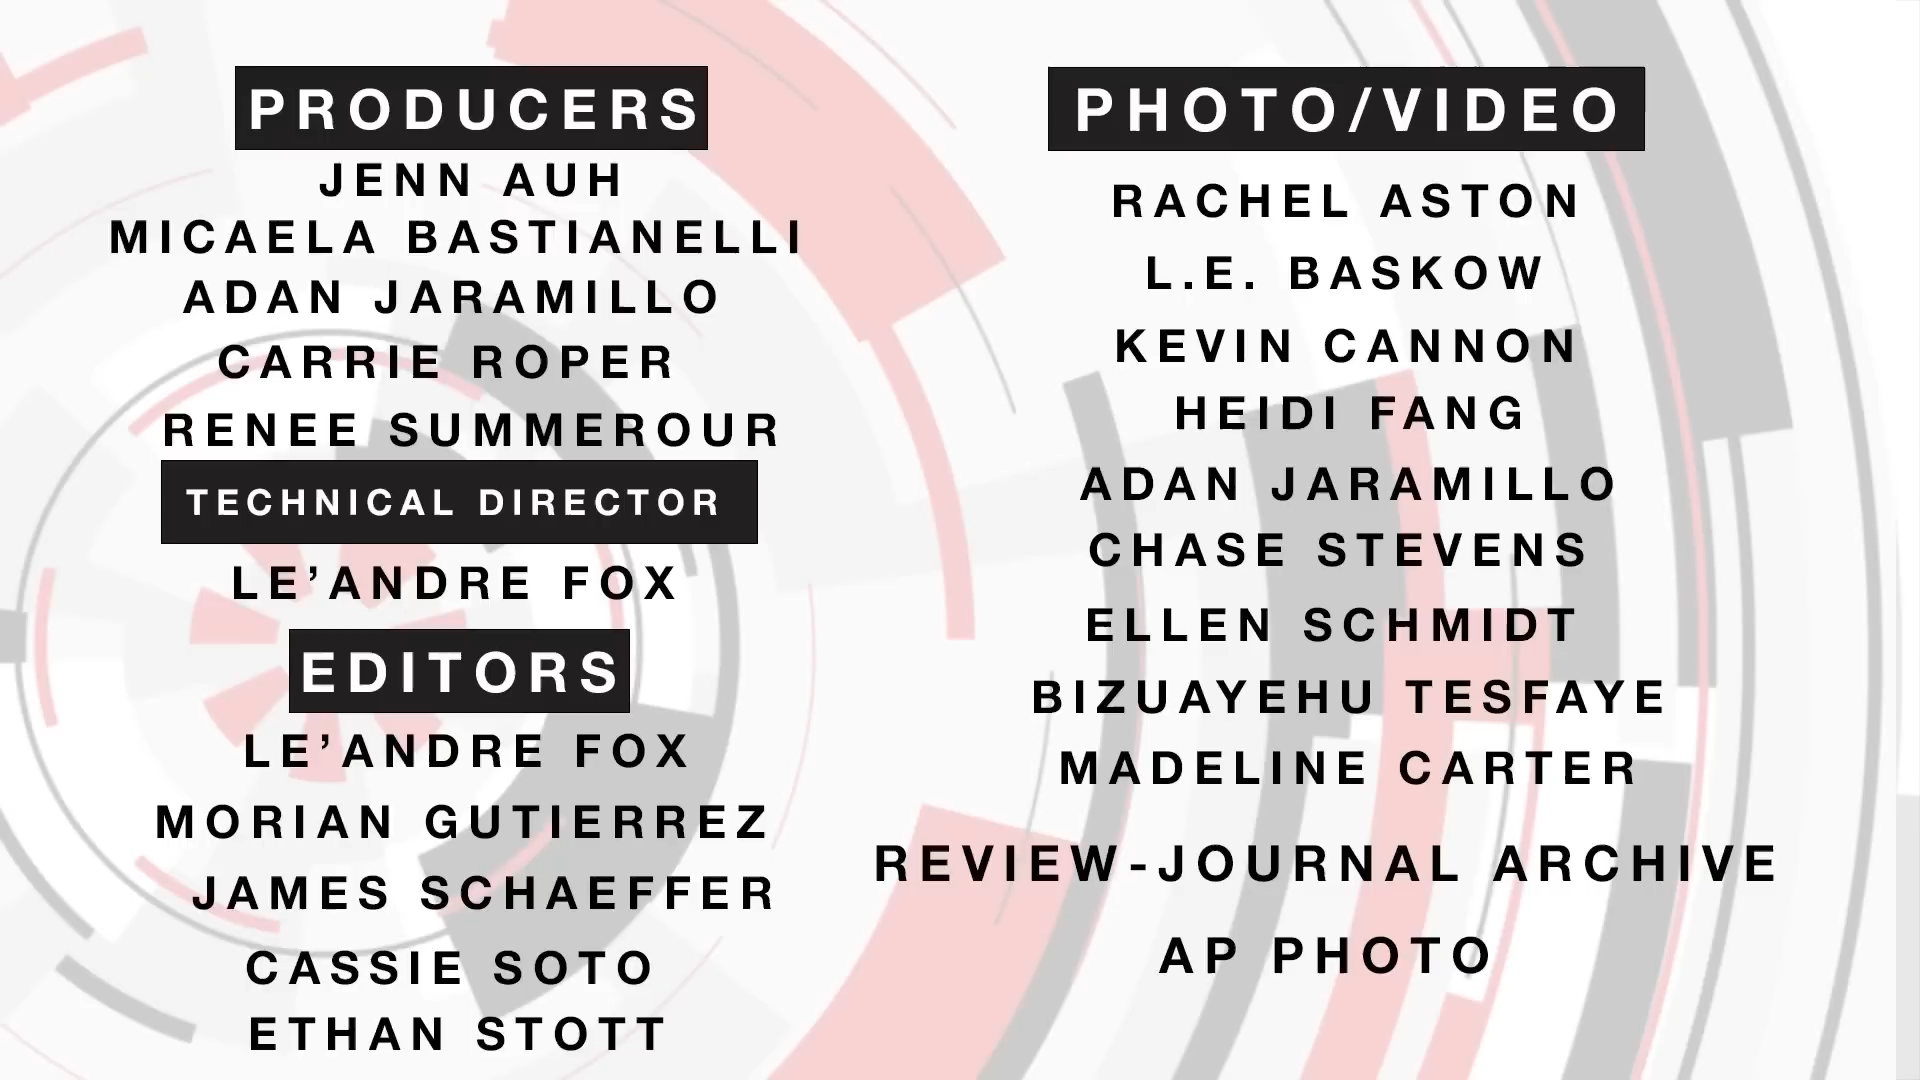 PRODUCERS
JENN AUH
MICAELA BASTIANELLI
ADAN JARAMILLO
CARRIE ROPER
RENEE SUMMEROUR
TECHNICAL DIRECTOR
LE’ANDRE FOX
EDITORS
LE’ANDRE FOX
MORIAN GUTIERREZ
JAMES SCHAEFFER
CASSIE SOTO
ETHAN STOTT
PHOTO/VIDEO
RACHEL ASTON
L.E. BASKOW
KEVIN CANNON
HEIDI FANG
ADAN JARAMILLO
CHASE STEVENS
ELLEN SCHMIDT
BIZUAYEHU TESFAYE
MADELINE CARTER
REVIEW-JOURNAL ARCHIVE
AP PHOTO